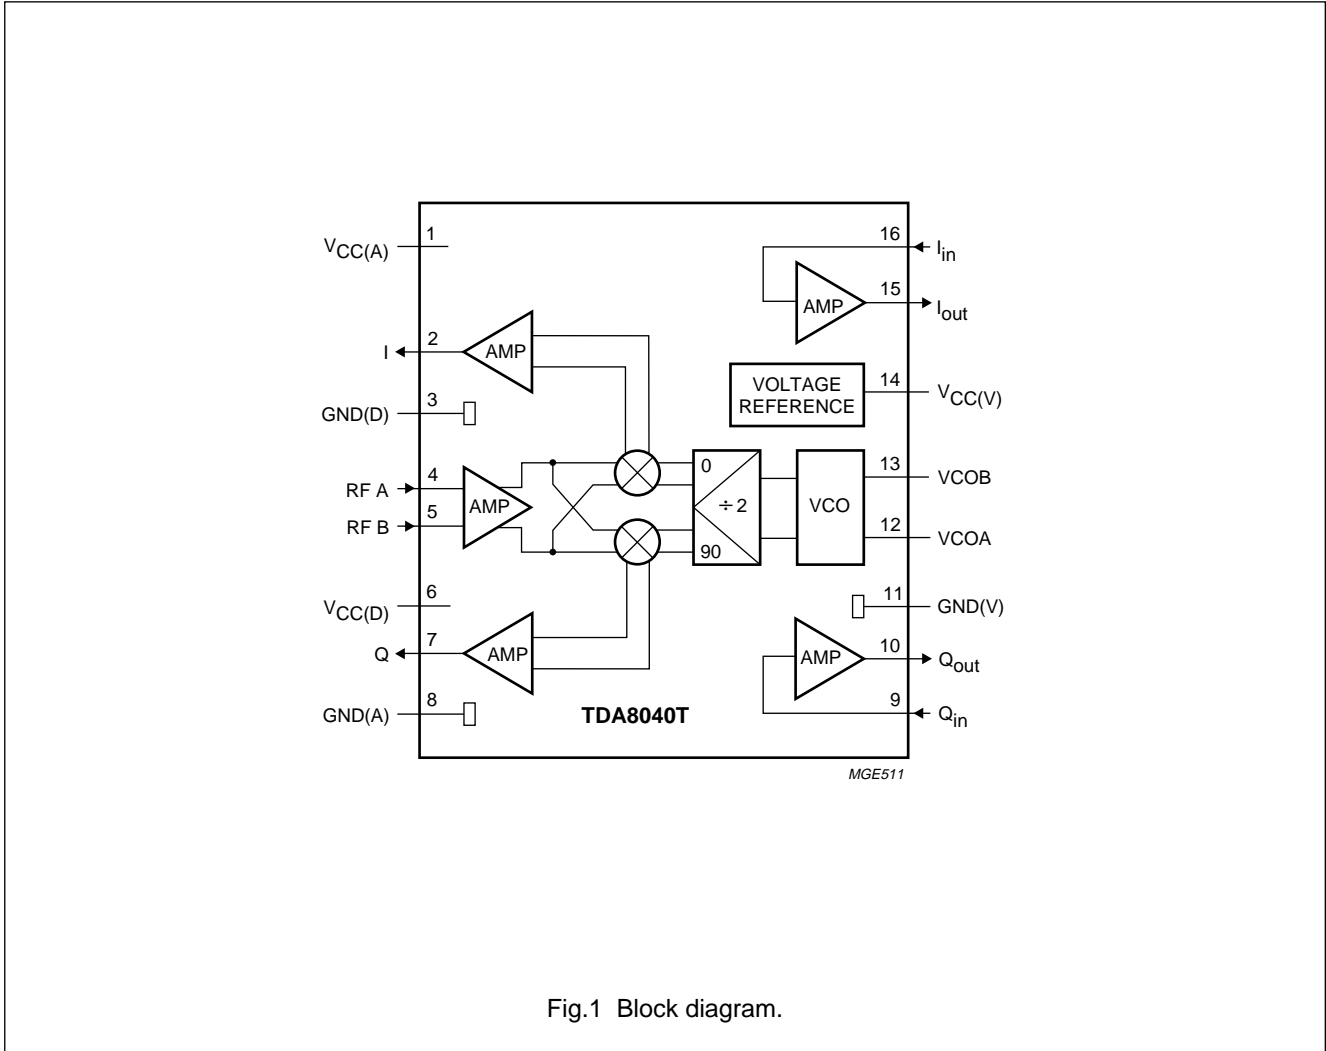 VCC(A)
1
16
Iin
AMP
15
Iout
I
2
AMP
VOLTAGE
REFERENCE
14
VCC(V)
GND(D)
3
RF A
4
AMP
RF B
5
0
÷2
90
VCO
13
VCOB
12
VCOA
VCC(D)
6
11
GND(V)
Q
7
AMP
AMP
10
Qout
GND(A)
8
TDA8040T
9
Qin
MGE511
Fig.1 Block diagram.